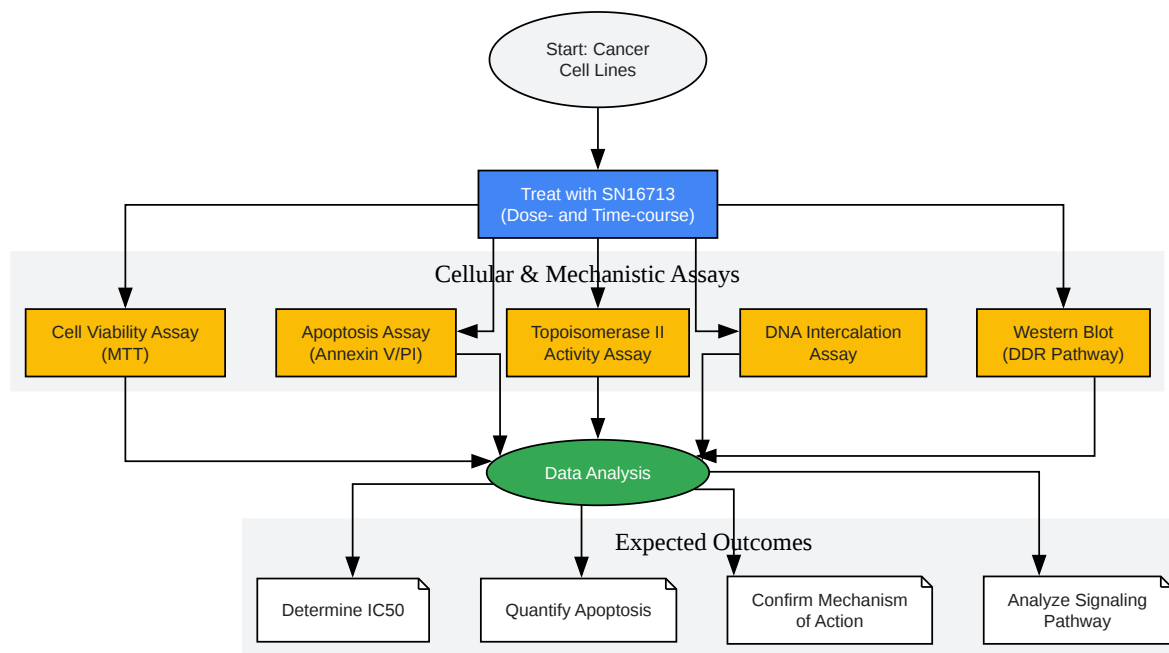 Start: Cancer
Cell Lines
Treat with SN16713
(Dose- and Time-course)
Cellular & Mechanistic Assays
Cell Viability Assay
(MTT)
Apoptosis Assay
(Annexin V/PI)
Topoisomerase II
Activity Assay
DNA Intercalation
Assay
Western Blot
(DDR Pathway)
Data Analysis
Expected Outcomes
Determine IC50
Quantify Apoptosis
Confirm Mechanism
of Action
Analyze Signaling
Pathway